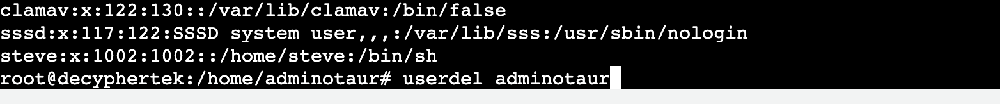 clamav:x:122:130::/var/lib/clamav:/bin/false
sssd:x:117:122:SSSD system user,,,:/var/lib/sss:/usr/sbin/nologin
steve:x:1002:1002::/home/steve:/bin/sh
root@decyphertek:/home/adminotaur# userdel adminotaur